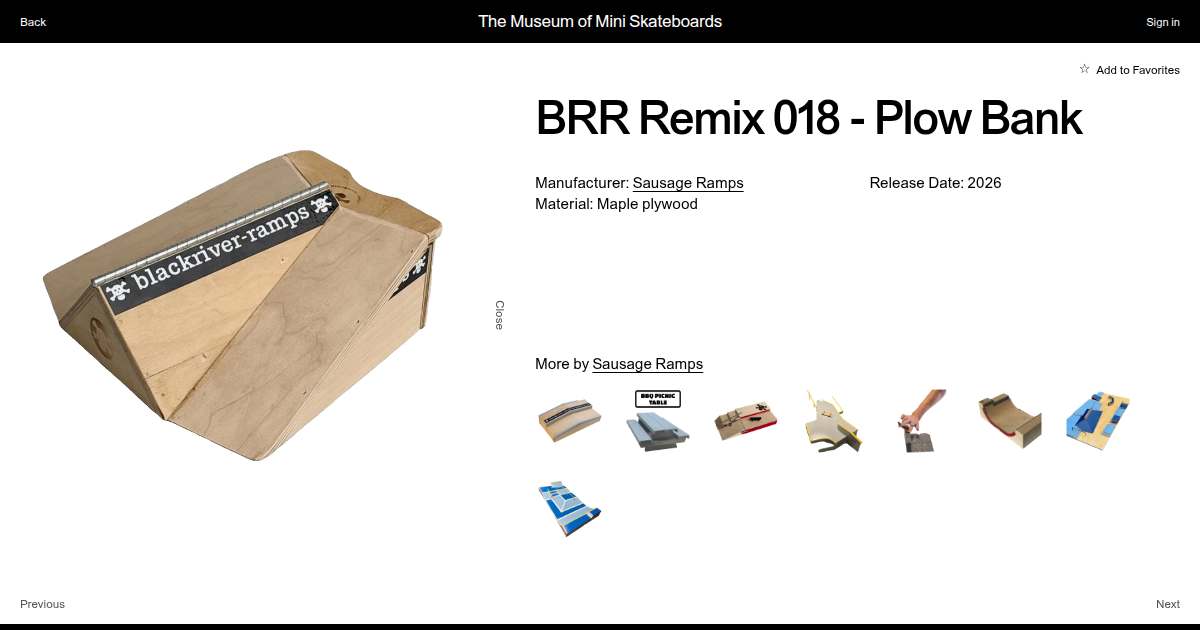 Back
The Museum of Mini Skateboards
Sign in
☆ Add to Favorites
BRR Remix 018 - Plow Bank
Manufacturer: Sausage Ramps
Release Date: 2026
Material: Maple plywood
blackriver-ramps
Close
More by Sausage Ramps
BBQ PICNIC
TABLE
Previous
Next